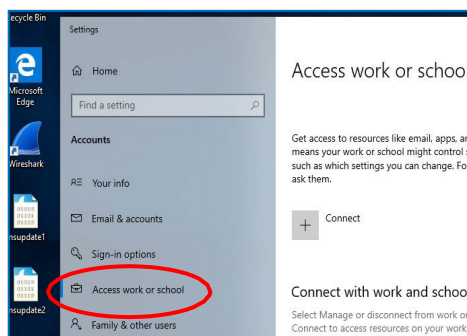 ecycle Bin
Microsoft
Edge
Wireshark
nsupdate1
nsupdate2
Settings
Home
Find a setting
Accounts
Your info
Email & accounts
Sign-in options
Access work or school
Family & other users
Access work or schoo
Get access to resources like email, apps, an
means your work or school might control s
such as which settings you can change. Fo
ask them.
Connect
Connect with work and schoo
Select Manage or disconnect from work or
Connect to access resources on your work